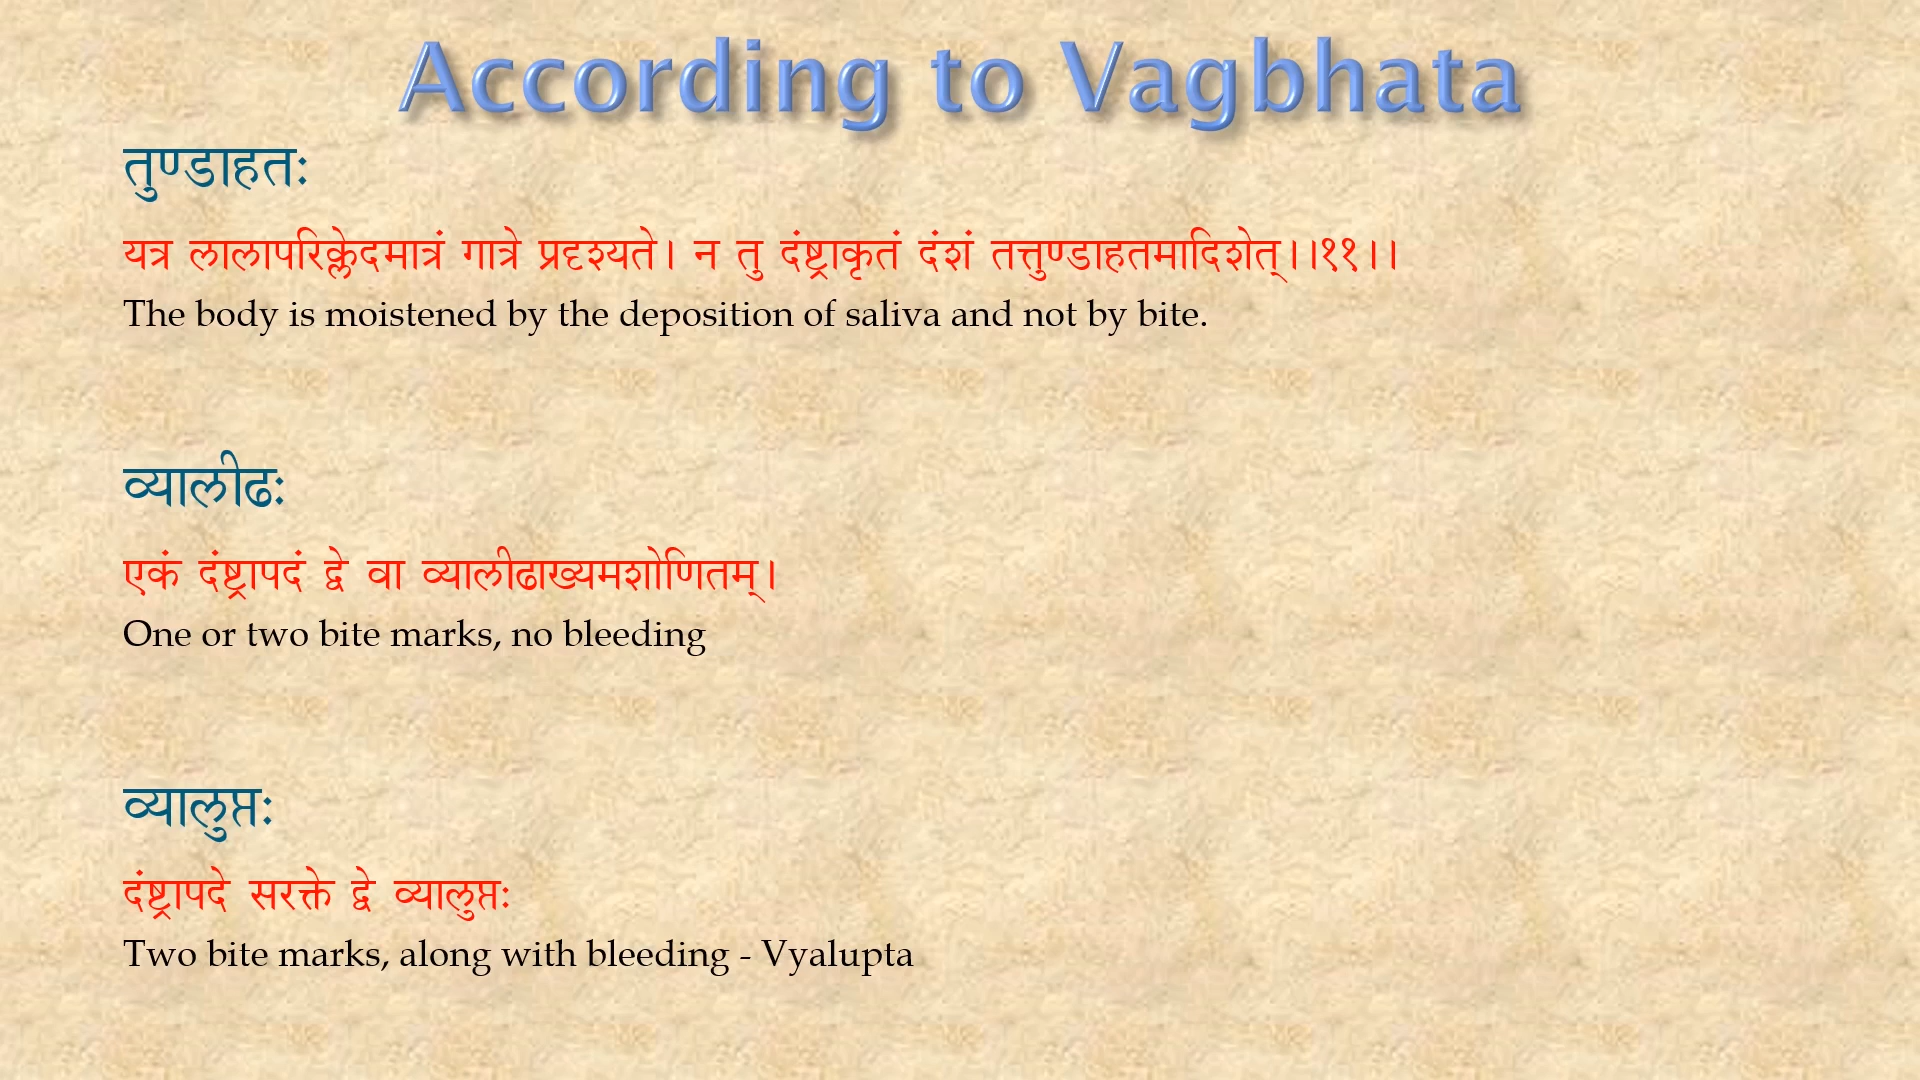 According to Vagbhata
तुण्डाहतः
यत्र लालापरिक्लेदमात्रं गात्रे प्रदृश्यते। न तु दंष्ट्राकृतं दंशं तत्तुण्डाहतमादिशेत्।।११।।
The body is moistened by the deposition of saliva and not by bite.
व्यालीढः
एकं दंष्ट्रापदं द्वे वा व्यालीढाख्यमशोणितम्।
One or two bite marks, no bleeding
व्यालुप्तः
दंष्ट्रापदे सरक्ते द्वे व्यालुप्तः
Two bite marks, along with bleeding - Vyalupta